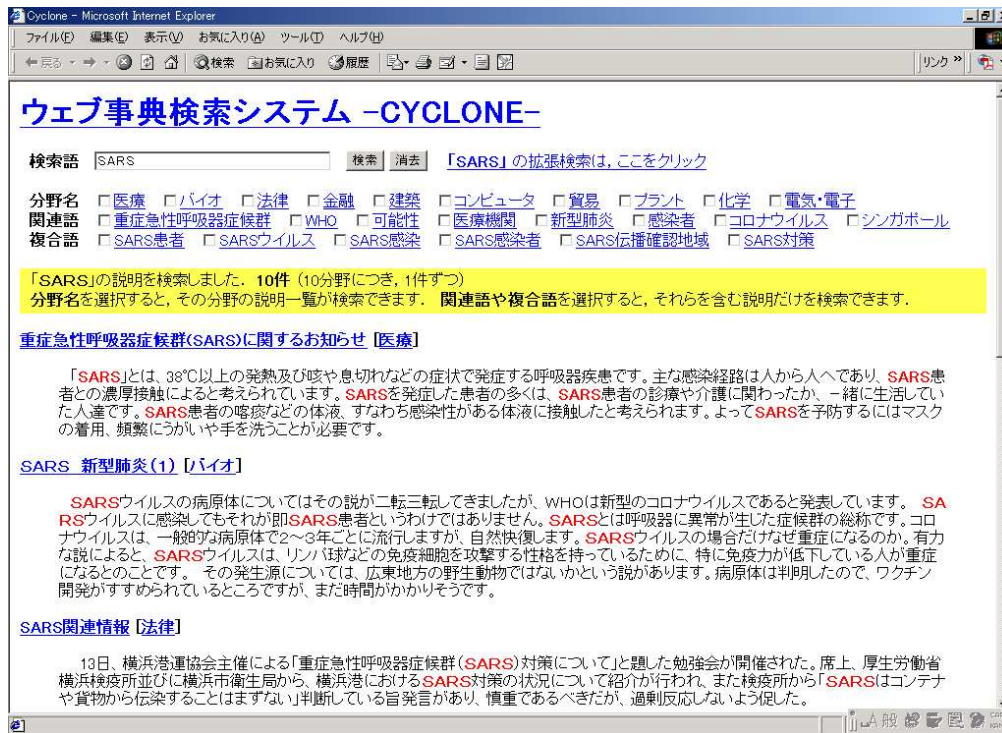 Cyclone - Microsoft Internet Explorer
ファイル(F) 編集(E) 表示(V) お気に入り(A) ツール(T) ヘルプ(H)
戻る 検索 お気に入り 履歴 リンク »
ウェブ事典検索システム -CYCLONE-
検索語 SARS 検索 消去 「SARS」の拡張検索は, ここをクリック
分野名 医療 バイオ 法律 金融 建築 コンピュータ 貿易 プラント 化学 電気・電子
関連語 重症急性呼吸器症候群 WHO 可能性 医療機関 新型肺炎 感染者 コロナウイルス シンガポール
複合語 SARS患者 SARSウイルス SARS感染 SARS感染者 SARS伝播確認地域 SARS対策
「SARS」の説明を検索しました. 10件 (10分野につき, 1件ずつ)
分野名を選択すると, その分野の説明一覧が検索できます. 関連語や複合語を選択すると, それらを含む説明だけを検索できます.
重症急性呼吸器症候群(SARS)に関するお知らせ [医療]
「SARS」とは、38℃以上の発熱及び咳や息切れなどの症状で発症する呼吸器疾患です。主な感染経路は人から人へであり、SARS患
者との濃厚接触によると考えられています。SARSを発症した患者の多くは、SARS患者の診療や介護に関わったか、一緒に生活してい
た人達です。SARS患者の喀痰などの体液、すなわち感染性がある体液に接触したと考えられます。よってSARSを予防するにはマスク
の着用、頻繁にうがいや手を洗うことが必要です。
SARS 新型肺炎(1) [バイオ]
SARSウイルスの病原体についてはその説が二転三転してきましたが、WHOは新型のコロナウイルスであると発表しています。 SA
RSウイルスに感染してもそれが即SARS患者というわけではありません。SARSとは呼吸器に異常が生じた症候群の総称です。コロ
ナウイルスは、一般的な病原体で2～3年ごとに流行しますが、自然快復します。SARSウイルスの場合だけなぜ重症になるのか。有力
な説によると、SARSウイルスは、リンパ球などの免疫細胞を攻撃する性格を持っているために、特に免疫力が低下している人が重症
になるとのことです。 その発生源については、広東地方の野生動物ではないかという説があります。病原体は判明したので、ワクチン
開発がすすめられているところですが、まだ時間がかかりそうです。
SARS関連情報 [法律]
13日、横浜港運協会主催による「重症急性呼吸器症候群(SARS)対策について」と題した勉強会が開催された。席上、厚生労働省
横浜検疫所並びに横浜市衛生局から、横浜港におけるSARS対策の状況について紹介が行われ、また検疫所から「SARSはコンテナ
や貨物から伝染することはまずない」判断している旨発言があり、慎重であるべきだが、過剰反応しないよう促した。
A 般